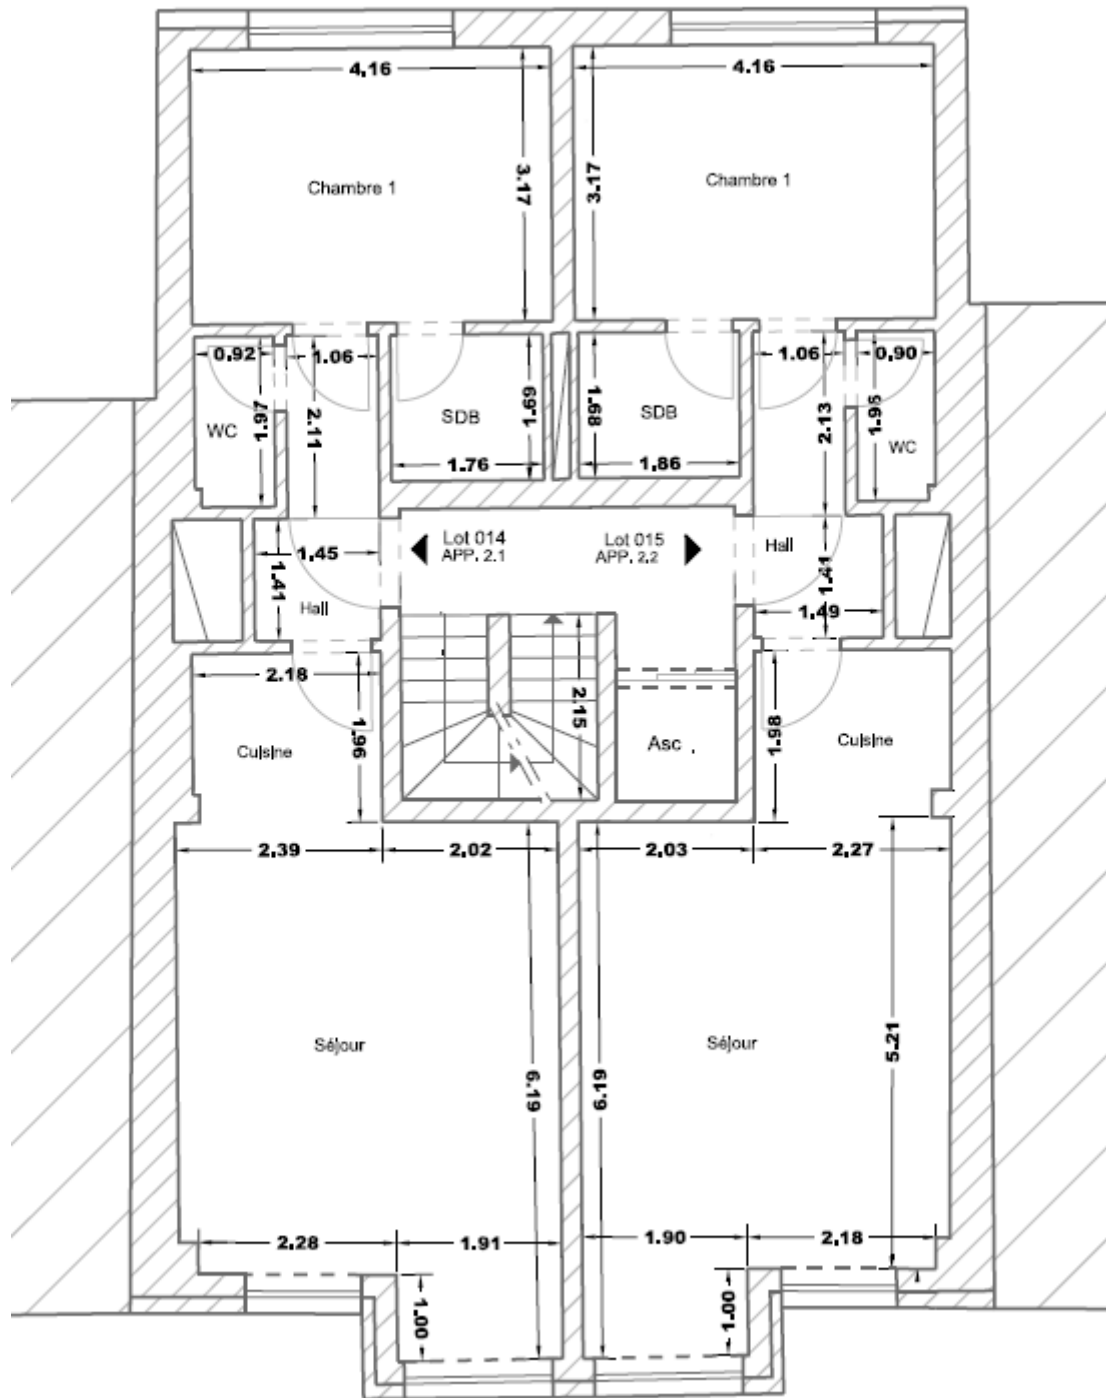 4.16
4.16
3.17
3.17
Chambre 1
Chambre 1
0.92
1.06
1.06
0.90
1.97
2.11
1.69
1.68
2.13
1.95
WC
SDB
SDB
WC
1.76
1.86
1.45
Lot 014
APP. 2.1
Lot 015
APP. 2.2
Hall
1.41
1.41
Hall
1.49
2.18
2.15
1.96
1.98
Cuisine
Asc .
Cuisine
2.39
2.02
2.03
2.27
Séjour
Séjour
5.21
6.19
6.19
2.28
1.91
1.90
2.18
1.00
1.00